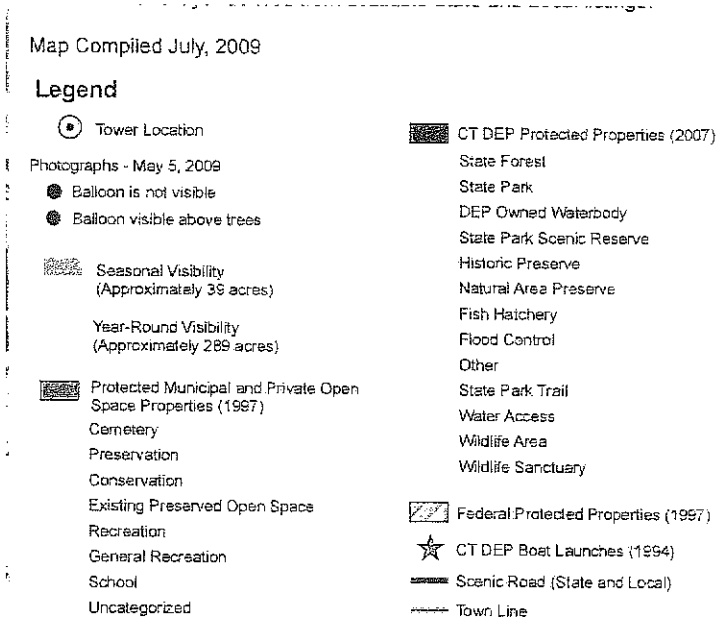 Map Compiled July, 2009
Legend
Tower Location
Photographs - May 5, 2009
Balloon is not visible
Balloon visible above trees
Seasonal Visibility
(Approximately 39 acres)
Year-Round Visibility
(Approximately 289 acres)
Protected Municipal and Private Open
Space Properties (1997)
Cemetery
Preservation
Conservation
Existing Preserved Open Space
Recreation
General Recreation
School
Uncategorized
CT DEP Protected Properties (2007)
State Forest
State Park
DEP Owned Waterbody
State Park Scenic Reserve
Historic Preserve
Natural Area Preserve
Fish Hatchery
Flood Control
Other
State Park Trail
Water Access
Wildlife Area
Wildlife Sanctuary
Federal Protected Properties (1997)
CT DEP Boat Launches (1994)
Scenic Road (State and Local)
Town Line